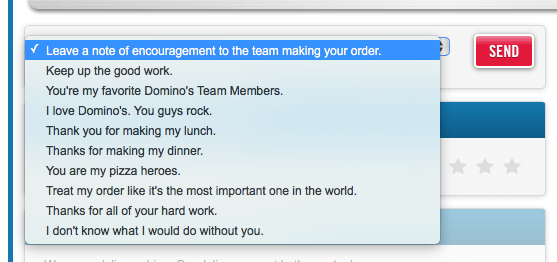 ✓ Leave a note of encouragement to the team making your order.
SEND
Keep up the good work.
You're my favorite Domino's Team Members.
I love Domino's. You guys rock.
Thank you for making my lunch.
Thanks for making my dinner.
You are my pizza heroes.
Treat my order like it's the most important one in the world.
Thanks for all of your hard work.
I don't know what I would do without you.